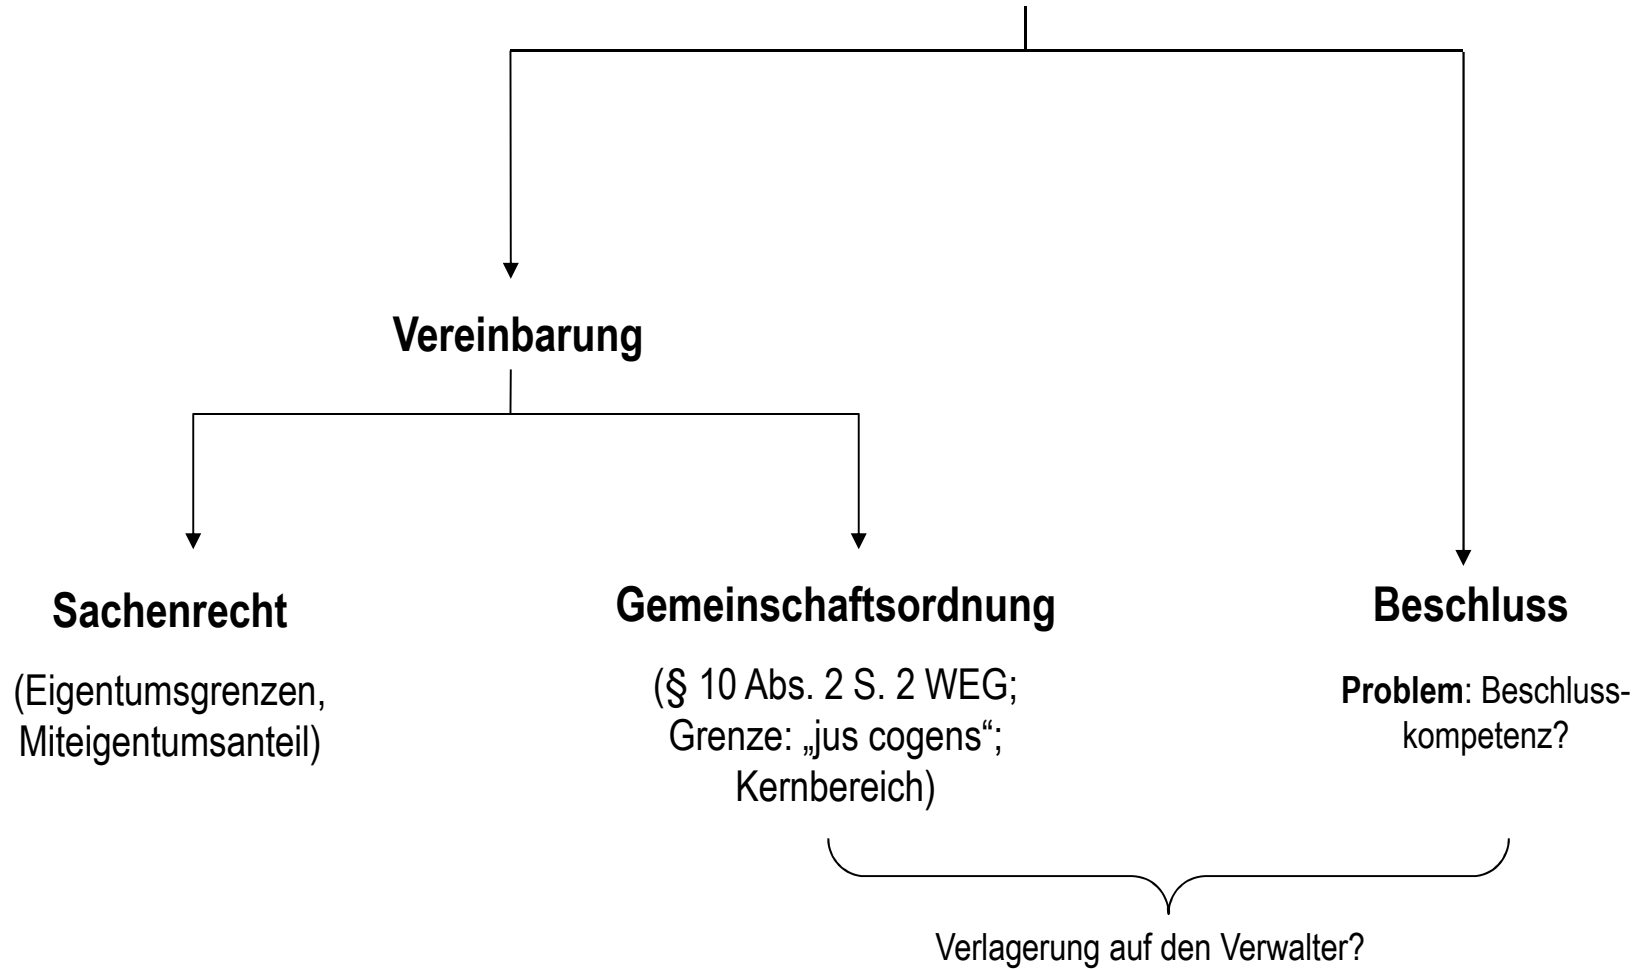 Vereinbarung
Sachenrecht
(Eigentumsgrenzen,
Miteigentumsanteil)
Gemeinschaftsordnung
(§ 10 Abs. 2 S. 2 WEG;
Grenze: „jus cogens“;
Kernbereich)
Beschluss
Problem: Beschluss-
kompetenz?
Verlagerung auf den Verwalter?